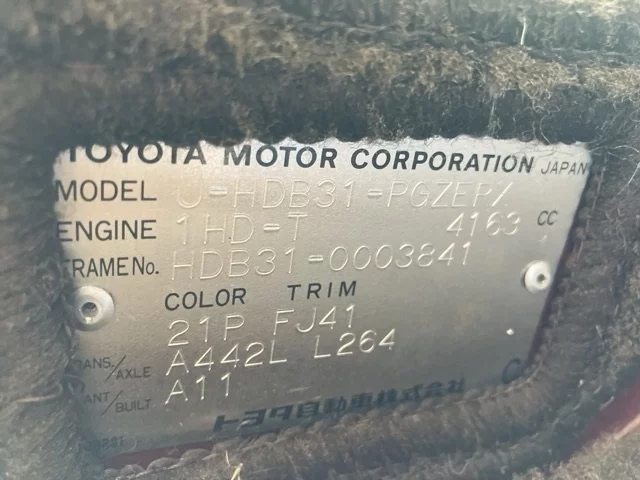 TOYOTA MOTOR CORPORATION JAPAN
MODEL U-HDB31-PGZEP/
ENGINE 1HD-T 4163 CC
FRAME No. HDB31-0003841
COLOR TRIM
21P FJ41
TRANS./AXLE A442L L264
PLANT/BUILT A11
トヨタ自動車株式会社 C